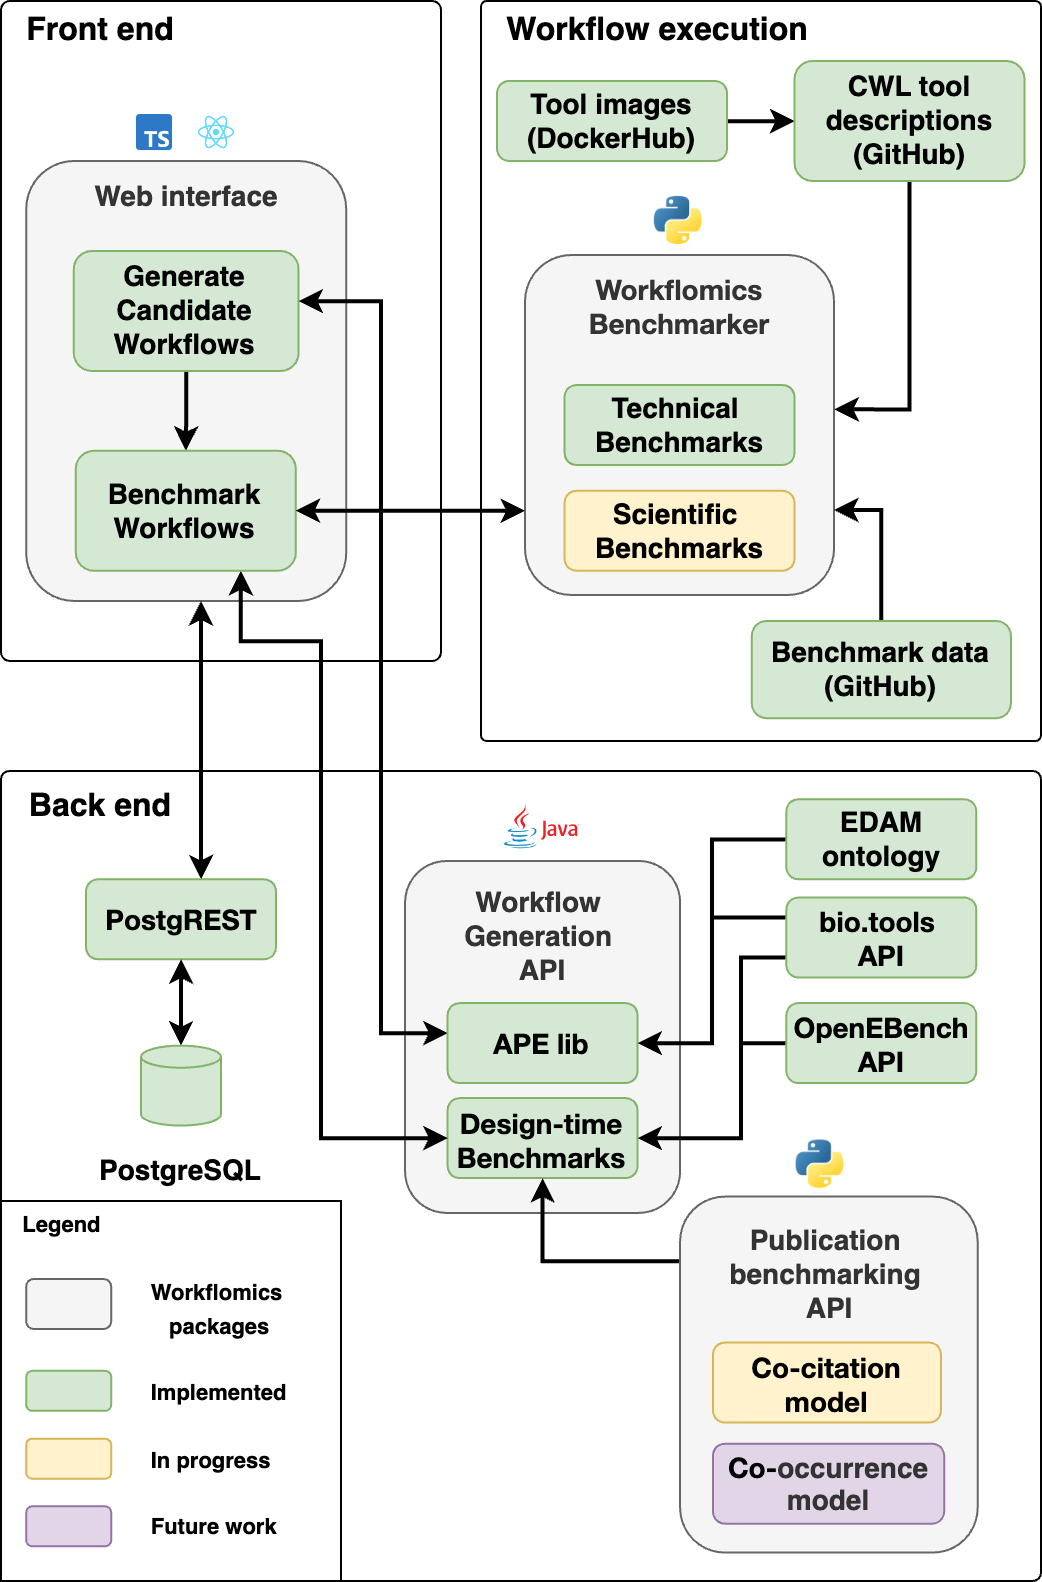 Front end
TS
Web interface
Generate
Candidate
Workflows
Benchmark
Workflows
Workflow execution
Tool images
(DockerHub)
CWL tool
descriptions
(GitHub)
Workflomics
Benchmarker
Technical
Benchmarks
Scientific
Benchmarks
Benchmark data
(GitHub)
Back end
PostgREST
PostgreSQL
Java
Workflow
Generation
API
APE lib
Design-time
Benchmarks
EDAM
ontology
bio.tools
API
OpenEBench
API
Publication
benchmarking
API
Co-citation
model
Co-occurrence
model
Legend
Workflomics
packages
Implemented
In progress
Future work